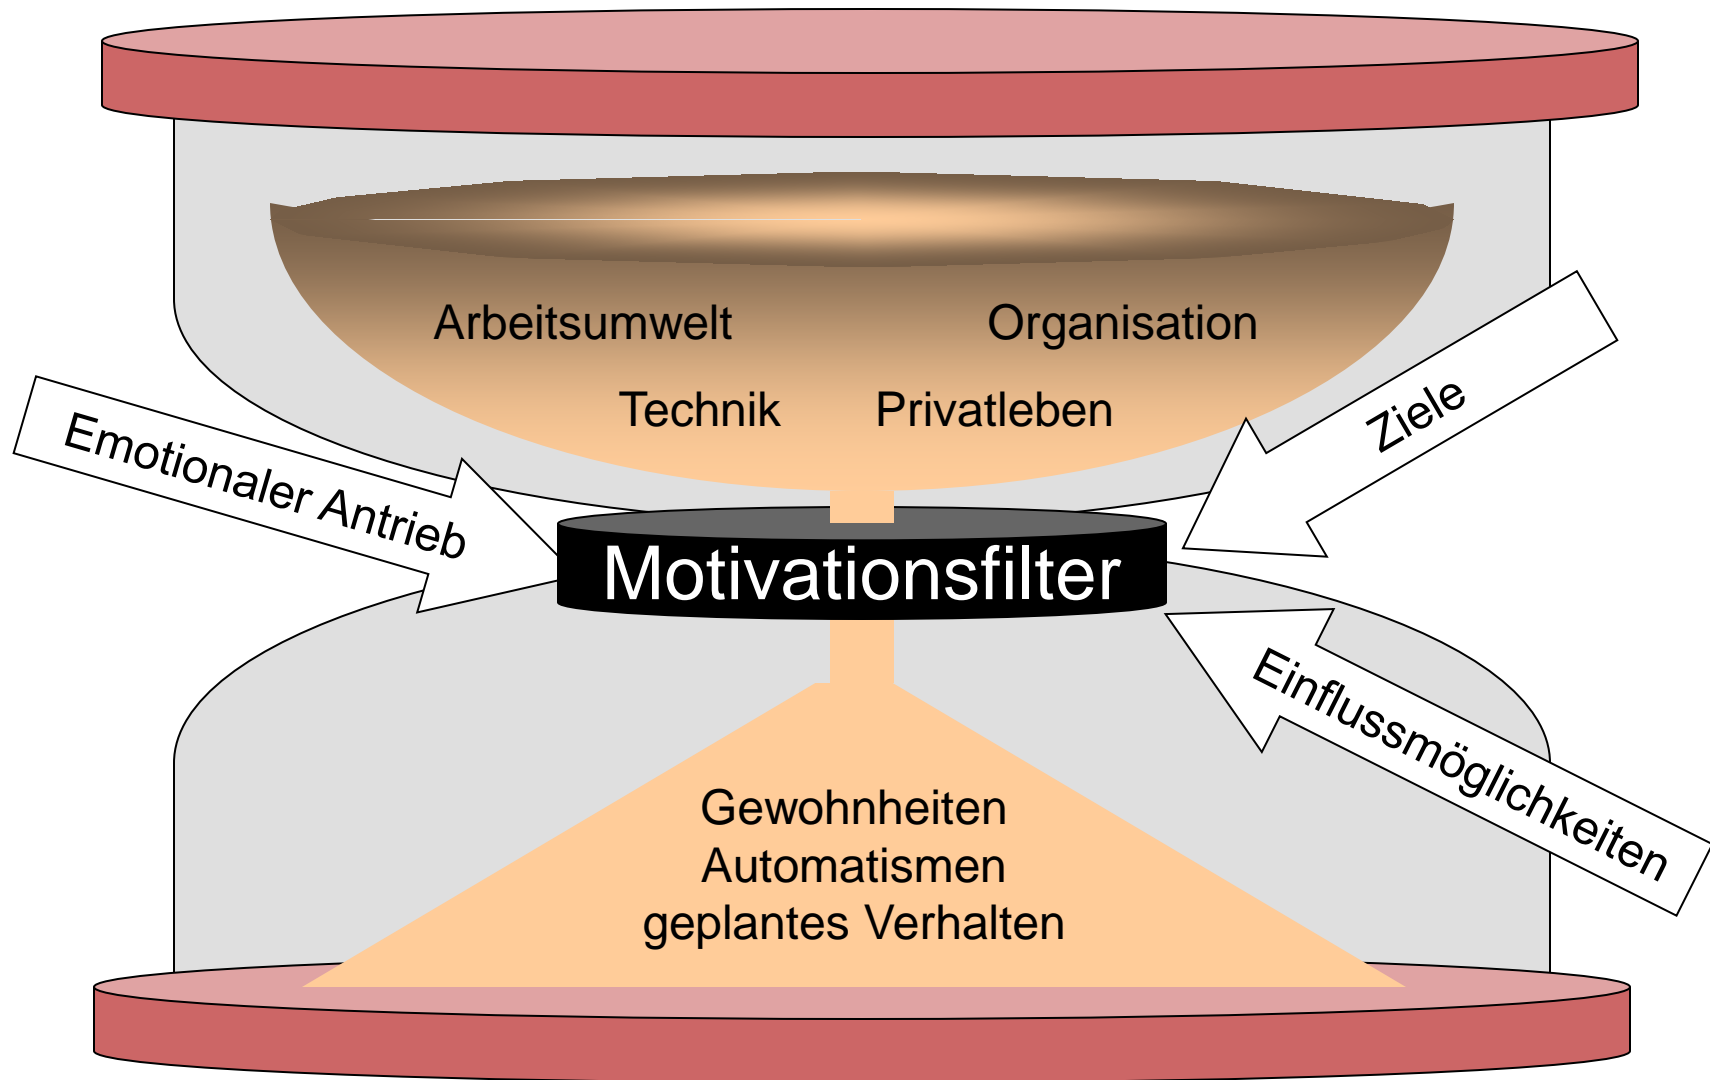 Arbeitsumwelt Organisation
Technik Privatleben
Ziele
Emotionaler Antrieb
Motivationsfilter
Einflussmöglichkeiten
Gewohnheiten
Automatismen
geplantes Verhalten